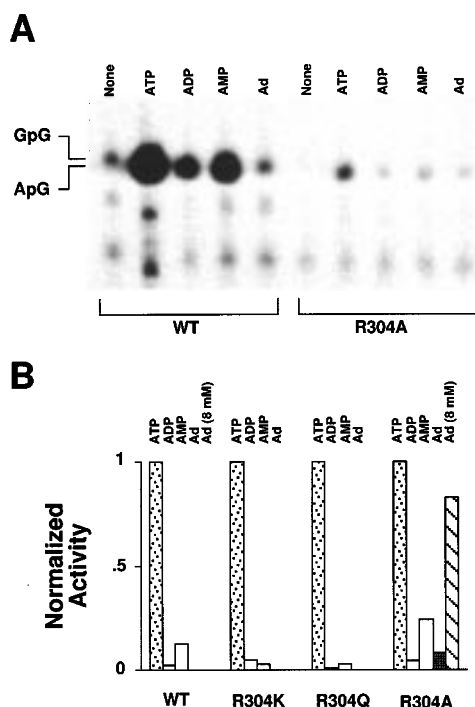 A
None ATP ADP AMP Ad None ATP ADP AMP Ad
GpG
ApG
WT R304A
B
ATP ADP AMP Ad Ad (8 mM) ATP ADP AMP Ad ATP ADP AMP Ad ATP ADP AMP Ad Ad (8 mM)
1
.5
0
Normalized
Activity
WT R304K R304Q R304A